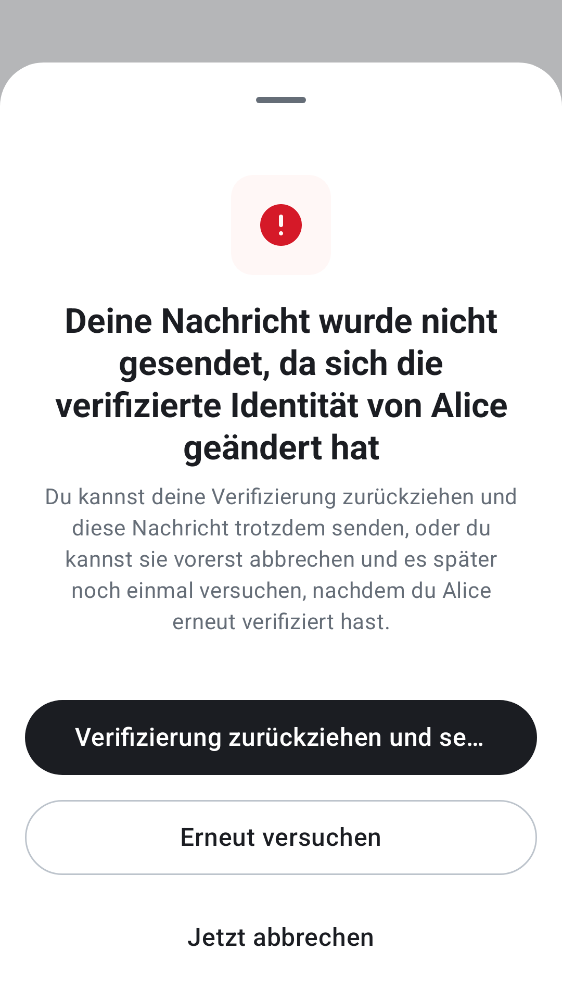 Deine Nachricht wurde nicht
gesendet, da sich die
verifizierte Identität von Alice
geändert hat
Du kannst deine Verifizierung zurückziehen und
diese Nachricht trotzdem senden, oder du
kannst sie vorerst abbrechen und es später
noch einmal versuchen, nachdem du Alice
erneut verifiziert hast.
Verifizierung zurückziehen und se…
Erneut versuchen
Jetzt abbrechen